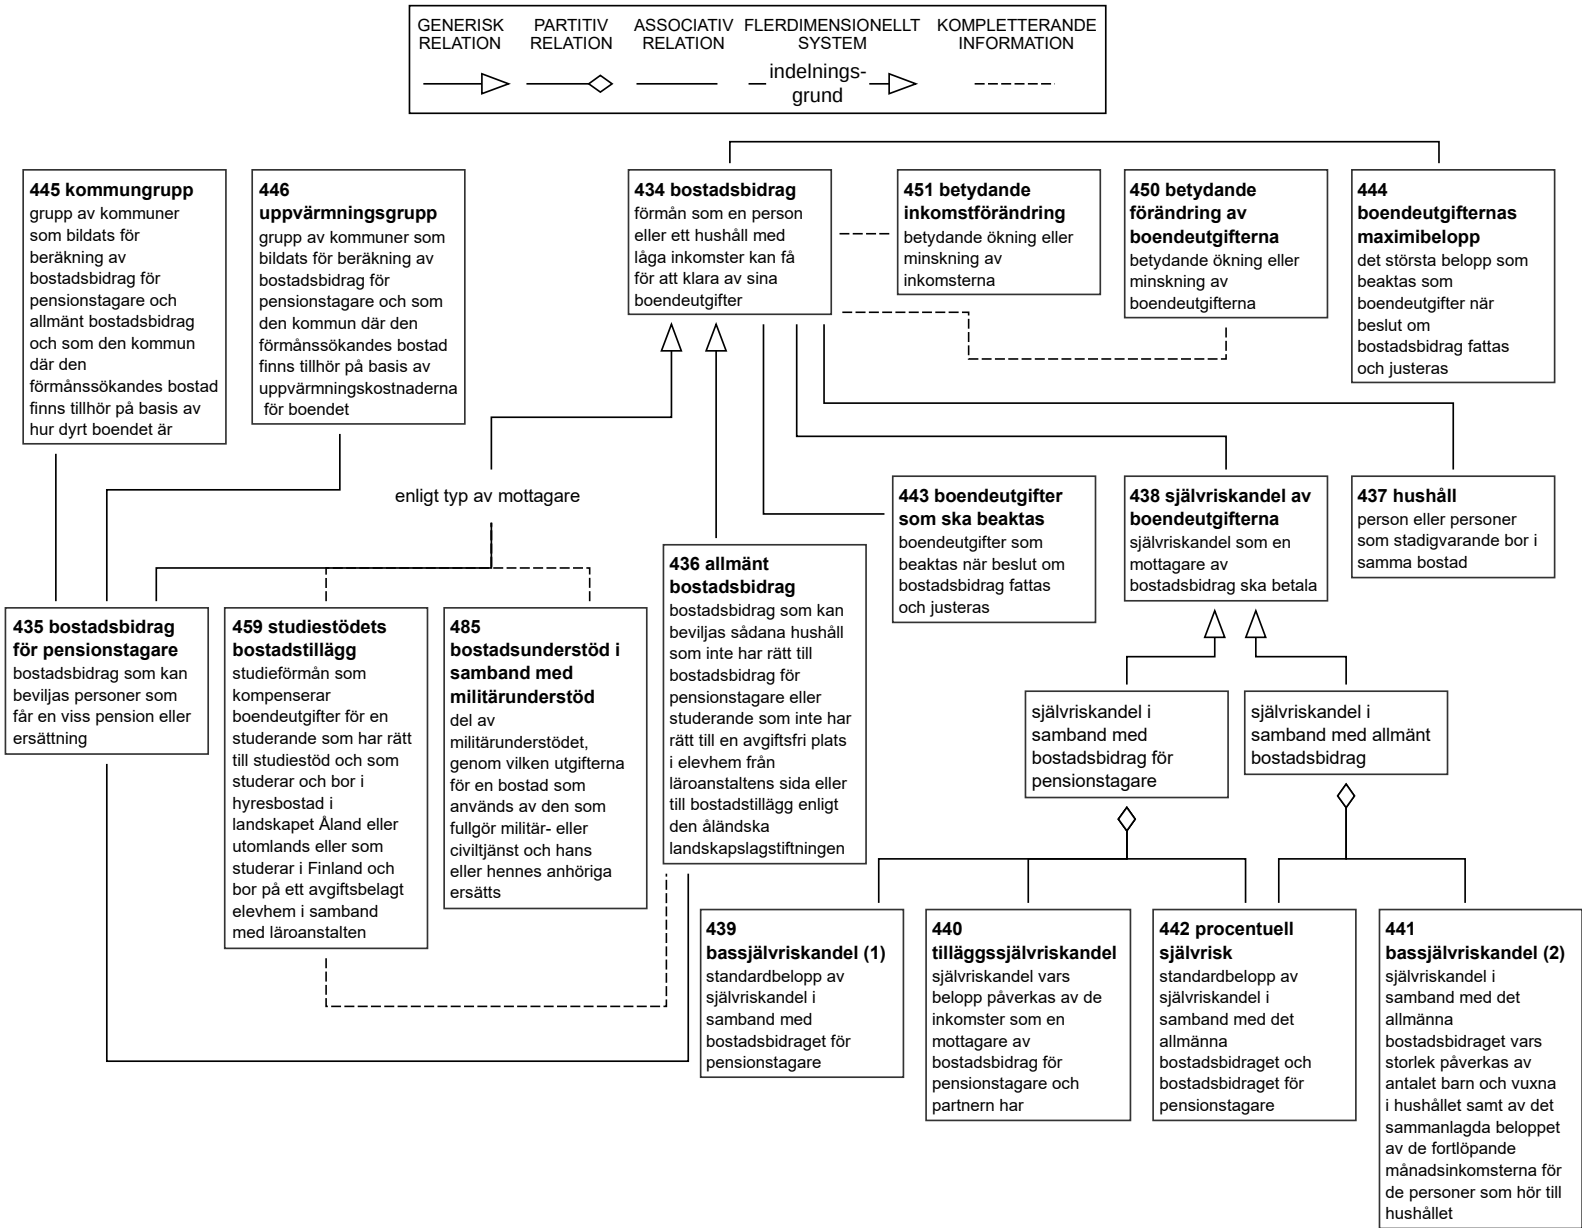 GENERISK
RELATION
PARTITIV
RELATION
ASSOCIATIV
RELATION
FLERDIMENSIONELLT
SYSTEM
KOMPLETTERANDE
INFORMATION
indelnings-
grund
445 kommungrupp
grupp av kommuner
som bildats för
beräkning av
bostadsbidrag för
pensionstagare och
allmänt bostadsbidrag
och som den kommun
där den
förmånssökandes bostad
finns tillhör på basis av
hur dyrt boendet är
446
uppvärmningsgrupp
grupp av kommuner som
bildats för beräkning av
bostadsbidrag för
pensionstagare och som
den kommun där den
förmånssökandes bostad
finns tillhör på basis av
uppvärmningskostnaderna
för boendet
434 bostadsbidrag
förmån som en person
eller ett hushåll med
låga inkomster kan få
för att klara av sina
boendeutgifter
451 betydande
inkomstförändring
betydande ökning eller
minskning av
inkomsterna
450 betydande
förändring av
boendeutgifterna
betydande ökning eller
minskning av
boendeutgifterna
444
boendeutgifternas
maximibelopp
det största belopp som
beaktas som
boendeutgifter när
beslut om
bostadsbidrag fattas
och justeras
enligt typ av mottagare
443 boendeutgifter
som ska beaktas
boendeutgifter som
beaktas när beslut om
bostadsbidrag fattas
och justeras
438 självriskandel av
boendeutgifterna
självriskandel som en
mottagare av
bostadsbidrag ska betala
437 hushåll
person eller personer
som stadigvarande bor i
samma bostad
435 bostadsbidrag
för pensionstagare
bostadsbidrag som kan
beviljas personer som
får en viss pension eller
ersättning
459 studiestödets
bostadstillägg
studieförmån som
kompenserar
boendeutgifter för en
studerande som har rätt
till studiestöd och som
studerar och bor i
hyresbostad i
landskapet Åland eller
utomlands eller som
studerar i Finland och
bor på ett avgiftsbelagt
elevhem i samband
med läroanstalten
485
bostadsunderstöd i
samband med
militärunderstöd
del av
militärunderstödet,
genom vilken utgifterna
för en bostad som
används av den som
fullgör militär- eller
civiltjänst och hans
eller hennes anhöriga
ersätts
436 allmänt
bostadsbidrag
bostadsbidrag som kan
beviljas sådana hushåll
som inte har rätt till
bostadsbidrag för
pensionstagare eller
studerande som inte har
rätt till en avgiftsfri plats
i elevhem från
läroanstaltens sida eller
till bostadstillägg enligt
den åländska
landskapslagstiftningen
självriskandel i
samband med
bostadsbidrag för
pensionstagare
självriskandel i
samband med allmänt
bostadsbidrag
439
bassjälvriskandel (1)
standardbelopp av
självriskandel i
samband med
bostadsbidraget för
pensionstagare
440
tilläggssjälvriskandel
självriskandel vars
belopp påverkas av de
inkomster som en
mottagare av
bostadsbidrag för
pensionstagare och
partnern har
442 procentuell
självrisk
standardbelopp av
självriskandel i
samband med det
allmänna
bostadsbidraget och
bostadsbidraget för
pensionstagare
441
bassjälvriskandel (2)
självriskandel i
samband med det
allmänna
bostadsbidraget vars
storlek påverkas av
antalet barn och vuxna
i hushållet samt av det
sammanlagda beloppet
av de fortlöpande
månadsinkomsterna för
de personer som hör till
hushållet